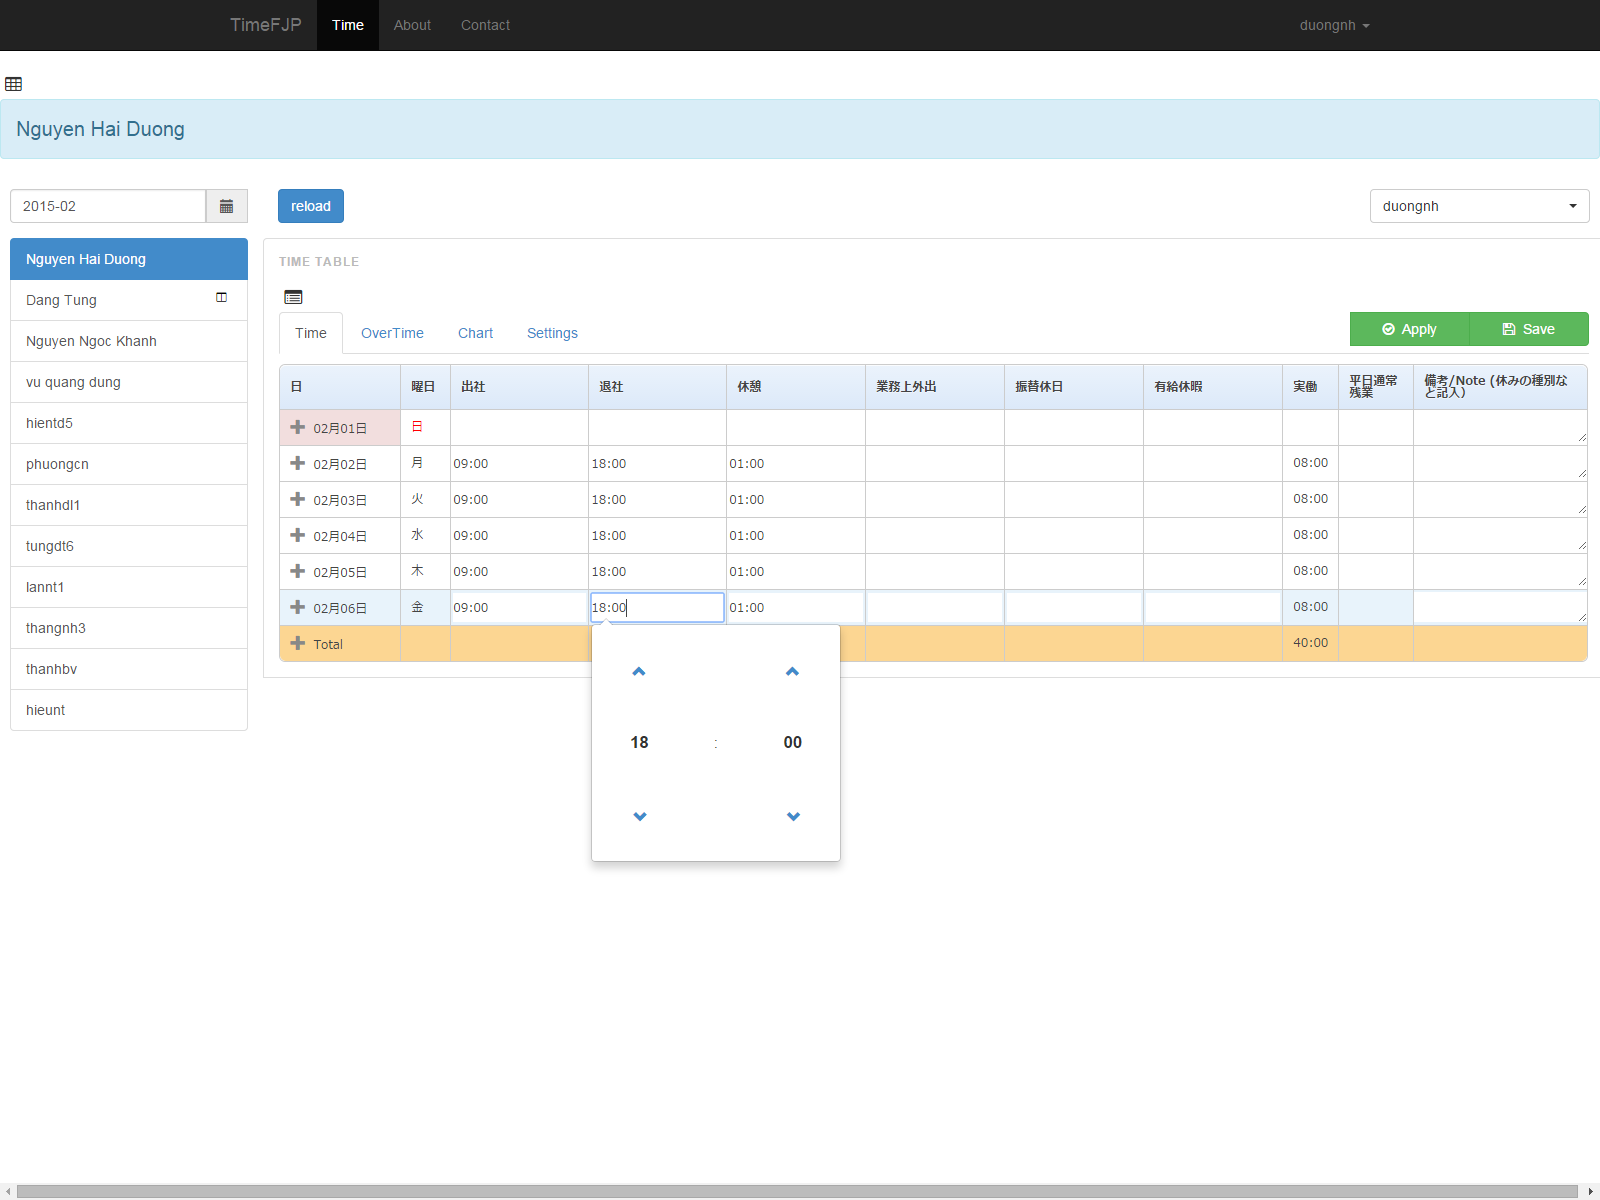 TimeFJP Time About Contact duongnh
Nguyen Hai Duong
2015-02 reload duongnh
Nguyen Hai Duong
Dang Tung
Nguyen Ngoc Khanh
vu quang dung
hientd5
phuongcn
thanhdl1
tungdt6
lannt1
thangnh3
thanhbv
hieunt
TIME TABLE
Time OverTime Chart Settings Apply Save
日 曜日 出社 退社 休憩 業務上外出 振替休日 有給休暇 実働 平日通常残業 備考/Note (休みの種別など記入)
02月01日 日
02月02日 月 09:00 18:00 01:00 08:00
02月03日 火 09:00 18:00 01:00 08:00
02月04日 水 09:00 18:00 01:00 08:00
02月05日 木 09:00 18:00 01:00 08:00
02月06日 金 09:00 18:00 01:00 08:00
Total 40:00
18 : 00